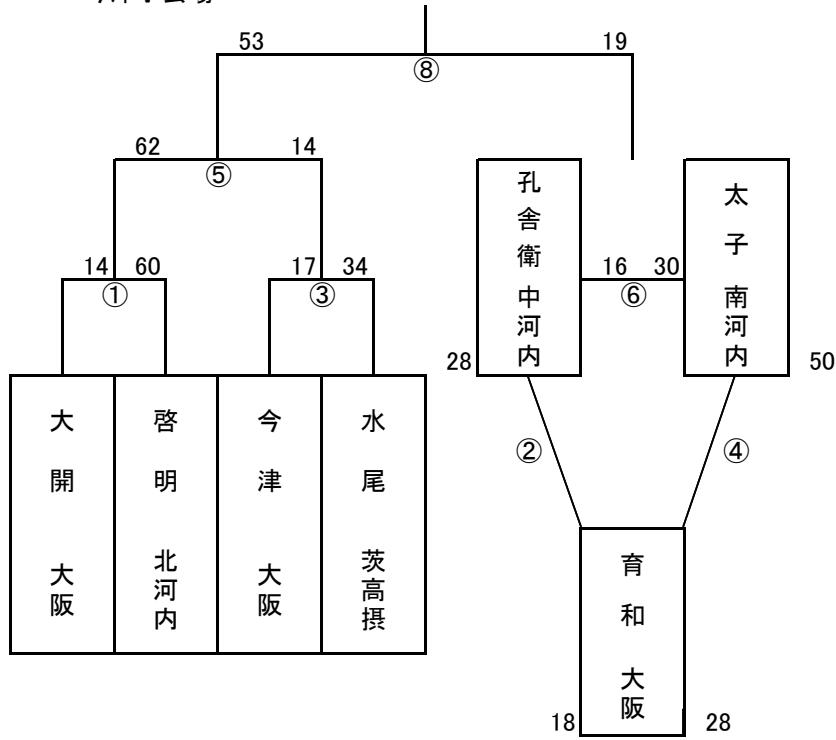 53 19
⑧
62 14
⑤
14 60
①
17 34
③
孔舎衛 中河内
太子 南河内
16 30
⑥
28
50
大開 大阪
啓明 北河内
今津 大阪
水尾 茨高摂
②
④
育和 大阪
18
28